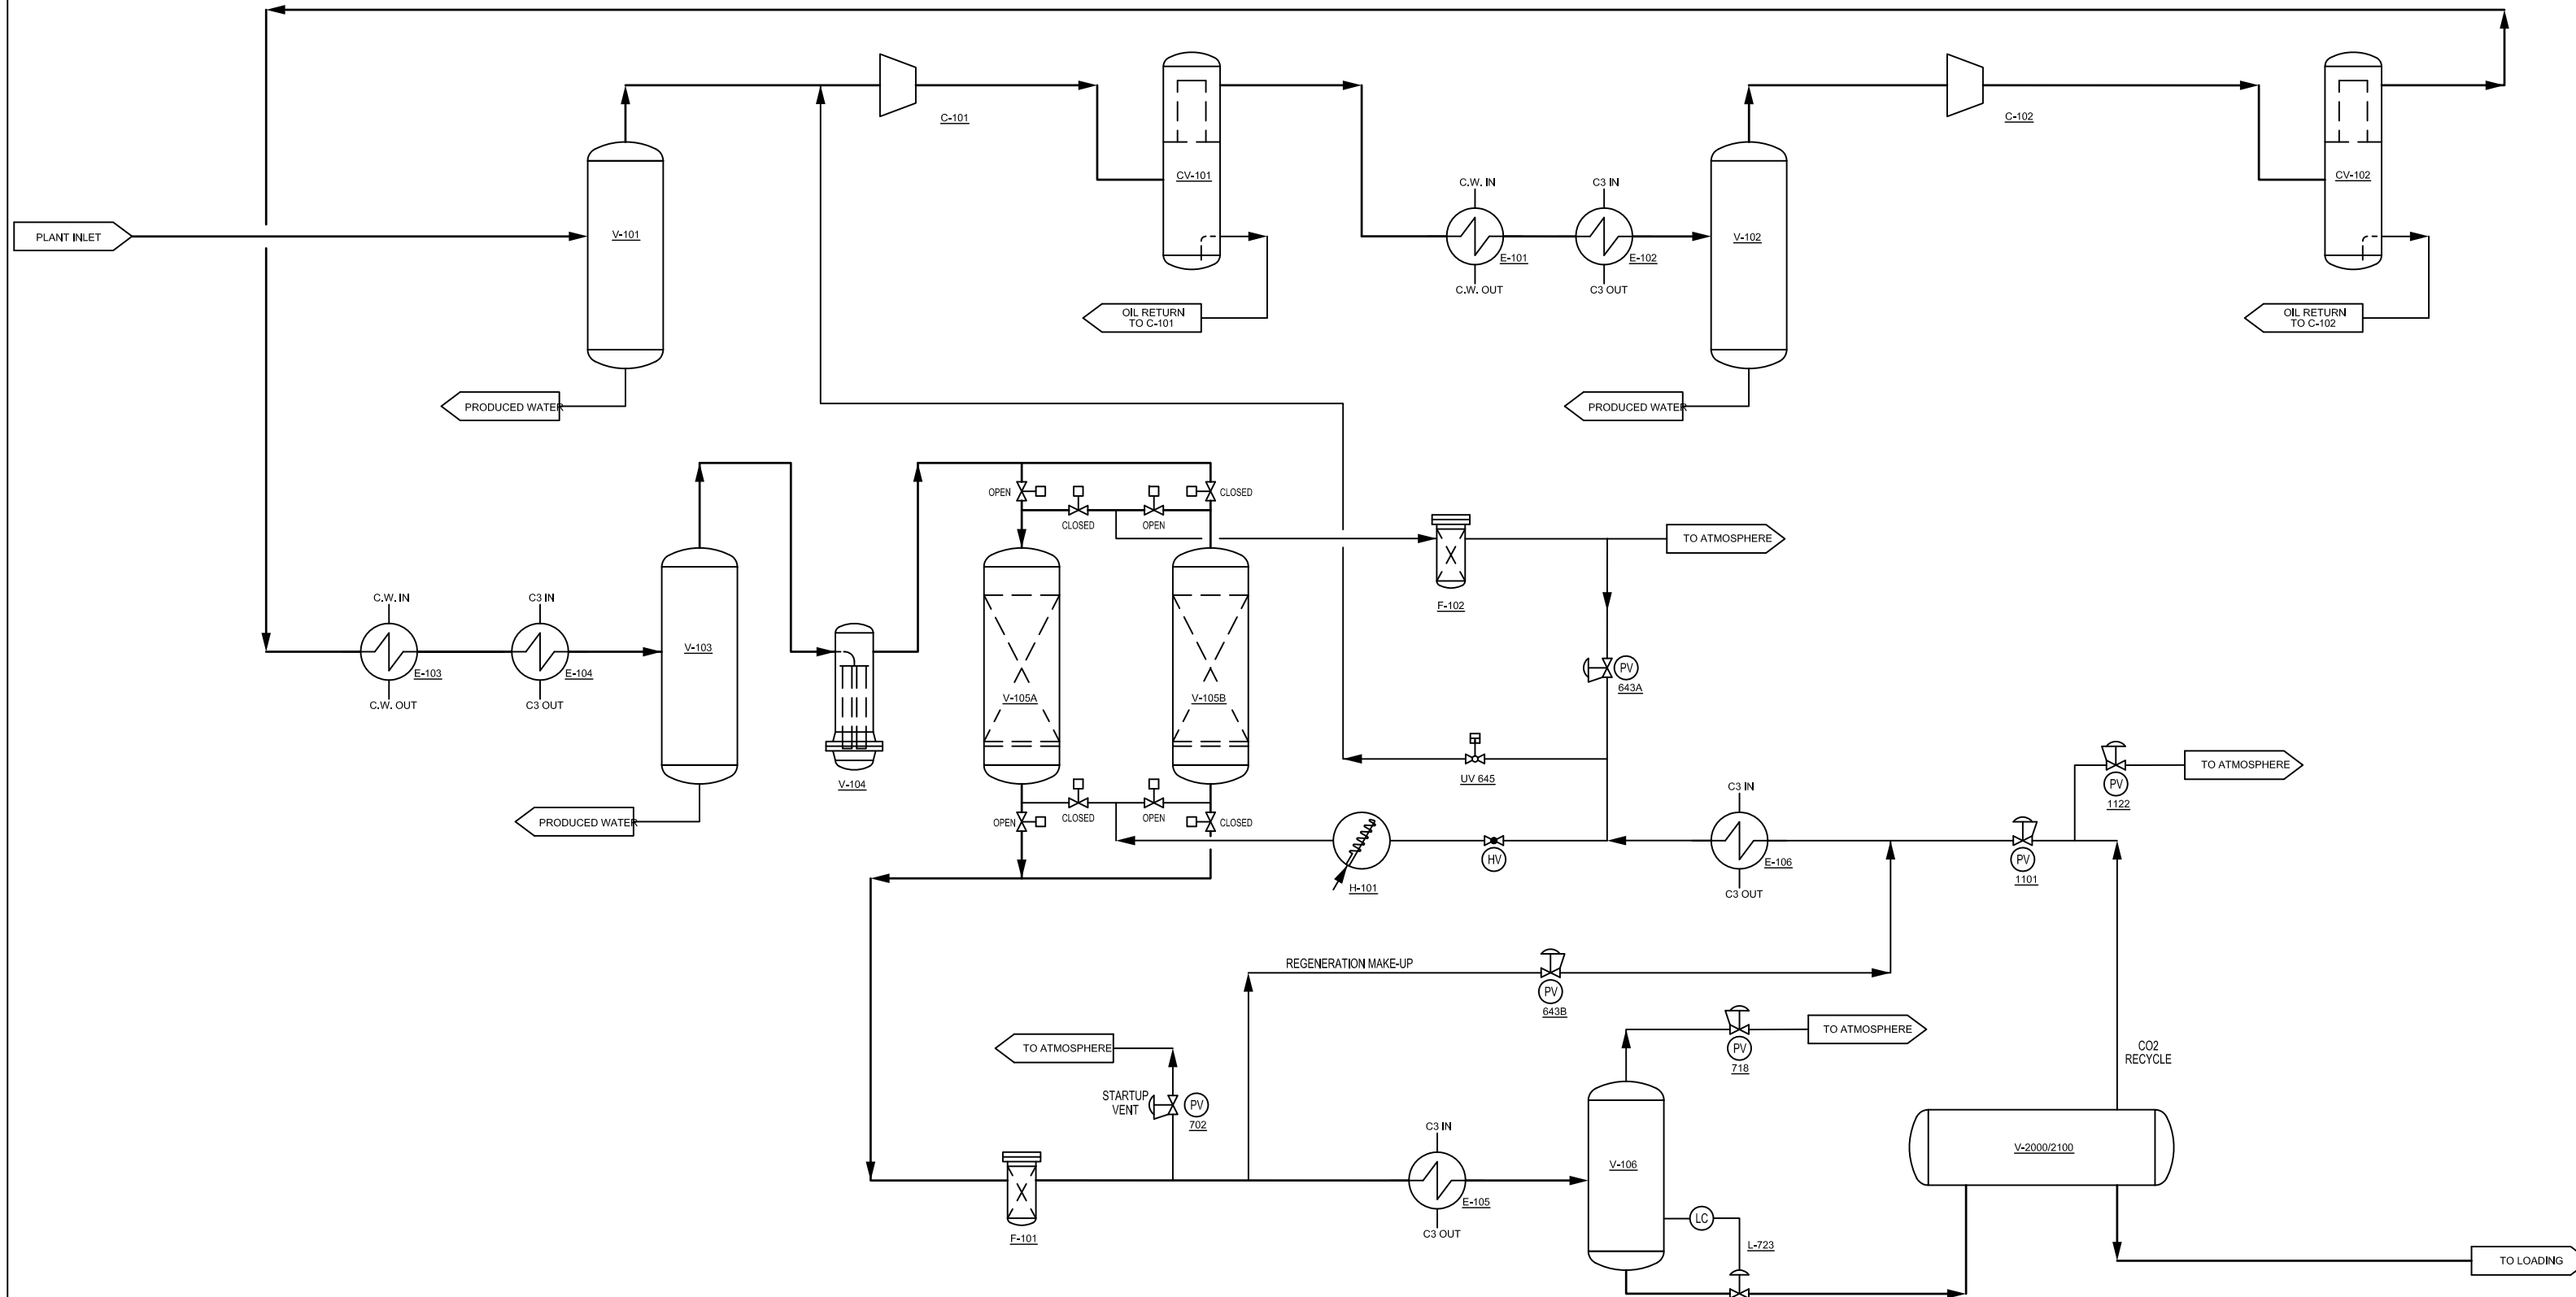 C-101
C-102
CV-101
CV-102
C.W. IN
C3 IN
PLANT INLET
V-101
V-102
E-101
E-102
C.W. OUT
C3 OUT
OIL RETURN
TO C-101
OIL RETURN
TO C-102
PRODUCED WATER
PRODUCED WATER
OPEN
CLOSED
CLOSED
OPEN
TO ATMOSPHERE
F-102
C.W. IN
C3 IN
V-103
E-103
E-104
C.W. OUT
C3 OUT
V-105A
V-105B
PV
643A
V-104
UV 645
TO ATMOSPHERE
PV
1122
C3 IN
PRODUCED WATER
OPEN
CLOSED
OPEN
CLOSED
HV
H-101
E-106
C3 OUT
PV
1101
REGENERATION MAKE-UP
PV
643B
TO ATMOSPHERE
TO ATMOSPHERE
PV
718
CO2
RECYCLE
STARTUP
VENT
PV
702
C3 IN
V-106
V-2000/2100
E-105
C3 OUT
F-101
LC
L-723
TO LOADING